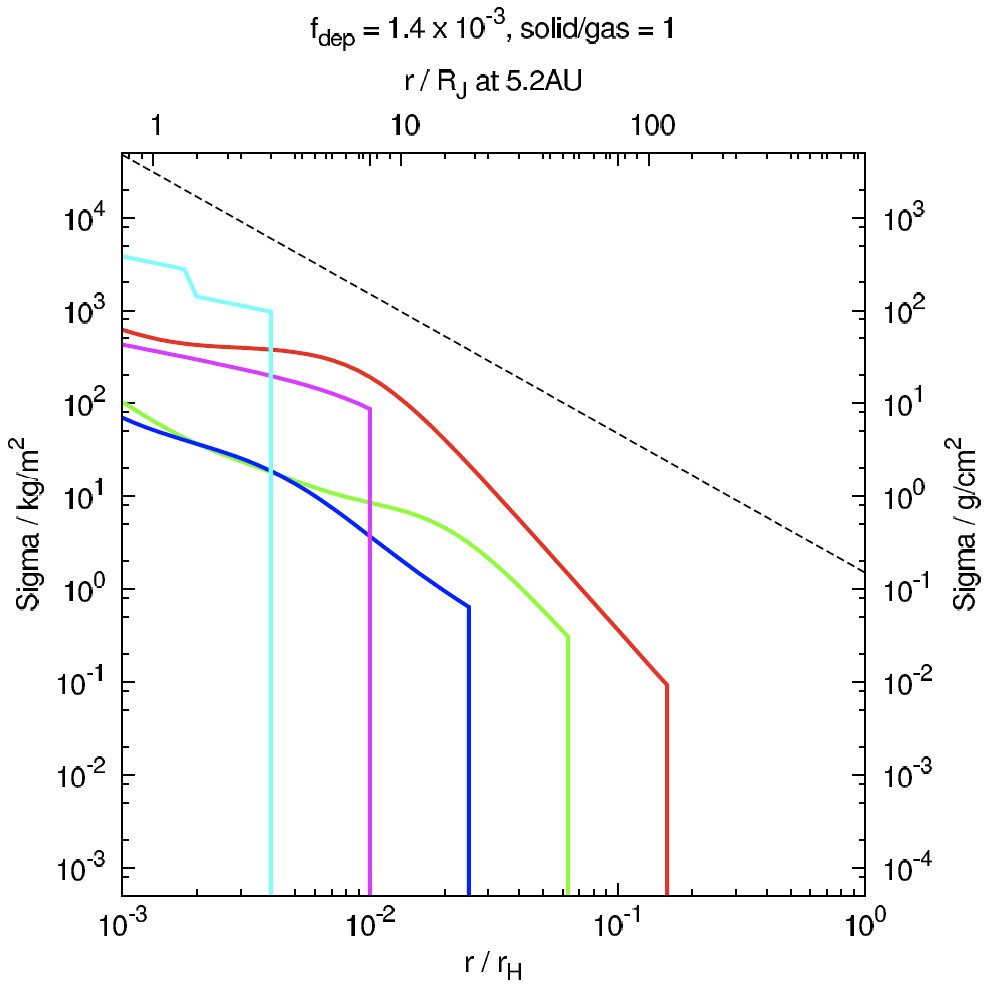 f_dep = 1.4 x 10^-3, solid/gas = 1
r / R_J at 5.2AU
1 10 100
10^4 10^3
10^3 10^2
10^2 10^1
10^1 10^0
10^0 10^-1
10^-1 10^-2
10^-2 10^-3
10^-3 10^-4
Sigma / kg/m^2
Sigma / g/cm^2
10^-3 10^-2 10^-1 10^0
r / r_H